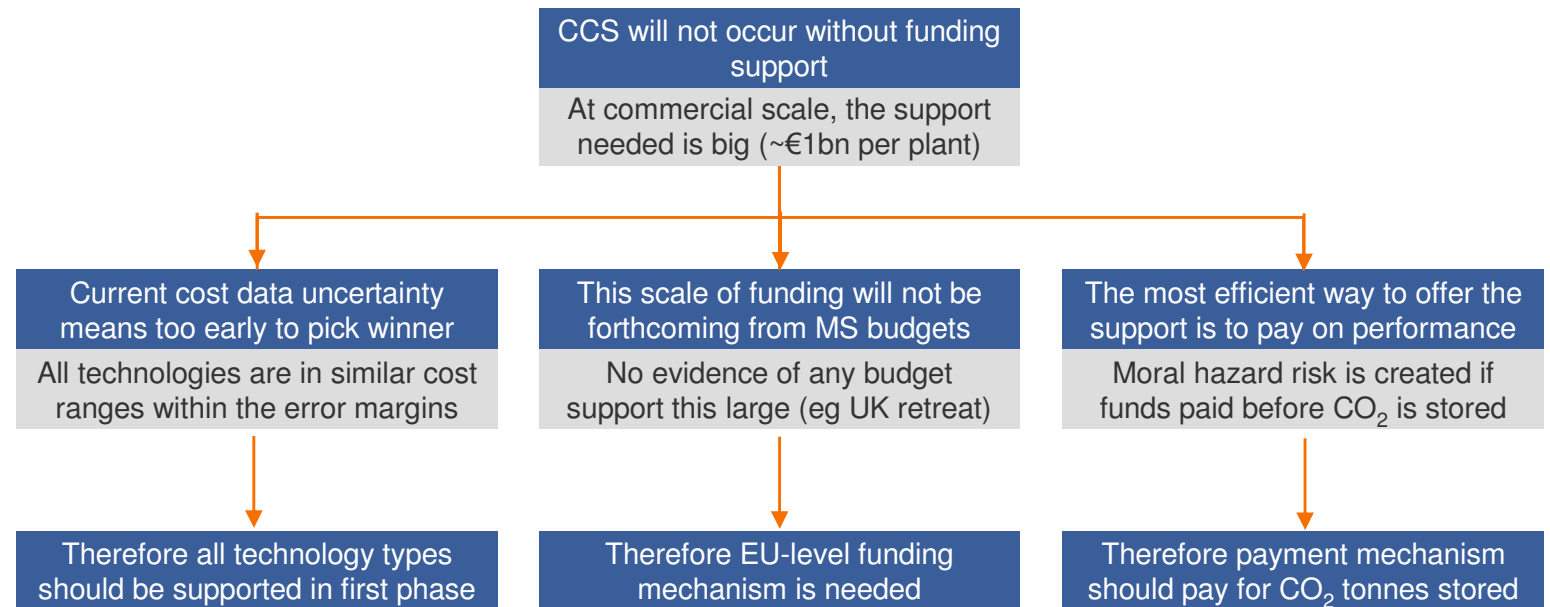 CCS will not occur without funding
support
At commercial scale, the support
needed is big (~€1bn per plant)
Current cost data uncertainty
means too early to pick winner
All technologies are in similar cost
ranges within the error margins
Therefore all technology types
should be supported in first phase
This scale of funding will not be
forthcoming from MS budgets
No evidence of any budget
support this large (eg UK retreat)
Therefore EU-level funding
mechanism is needed
The most efficient way to offer the
support is to pay on performance
Moral hazard risk is created if
funds paid before CO₂ is stored
Therefore payment mechanism
should pay for CO₂ tonnes stored